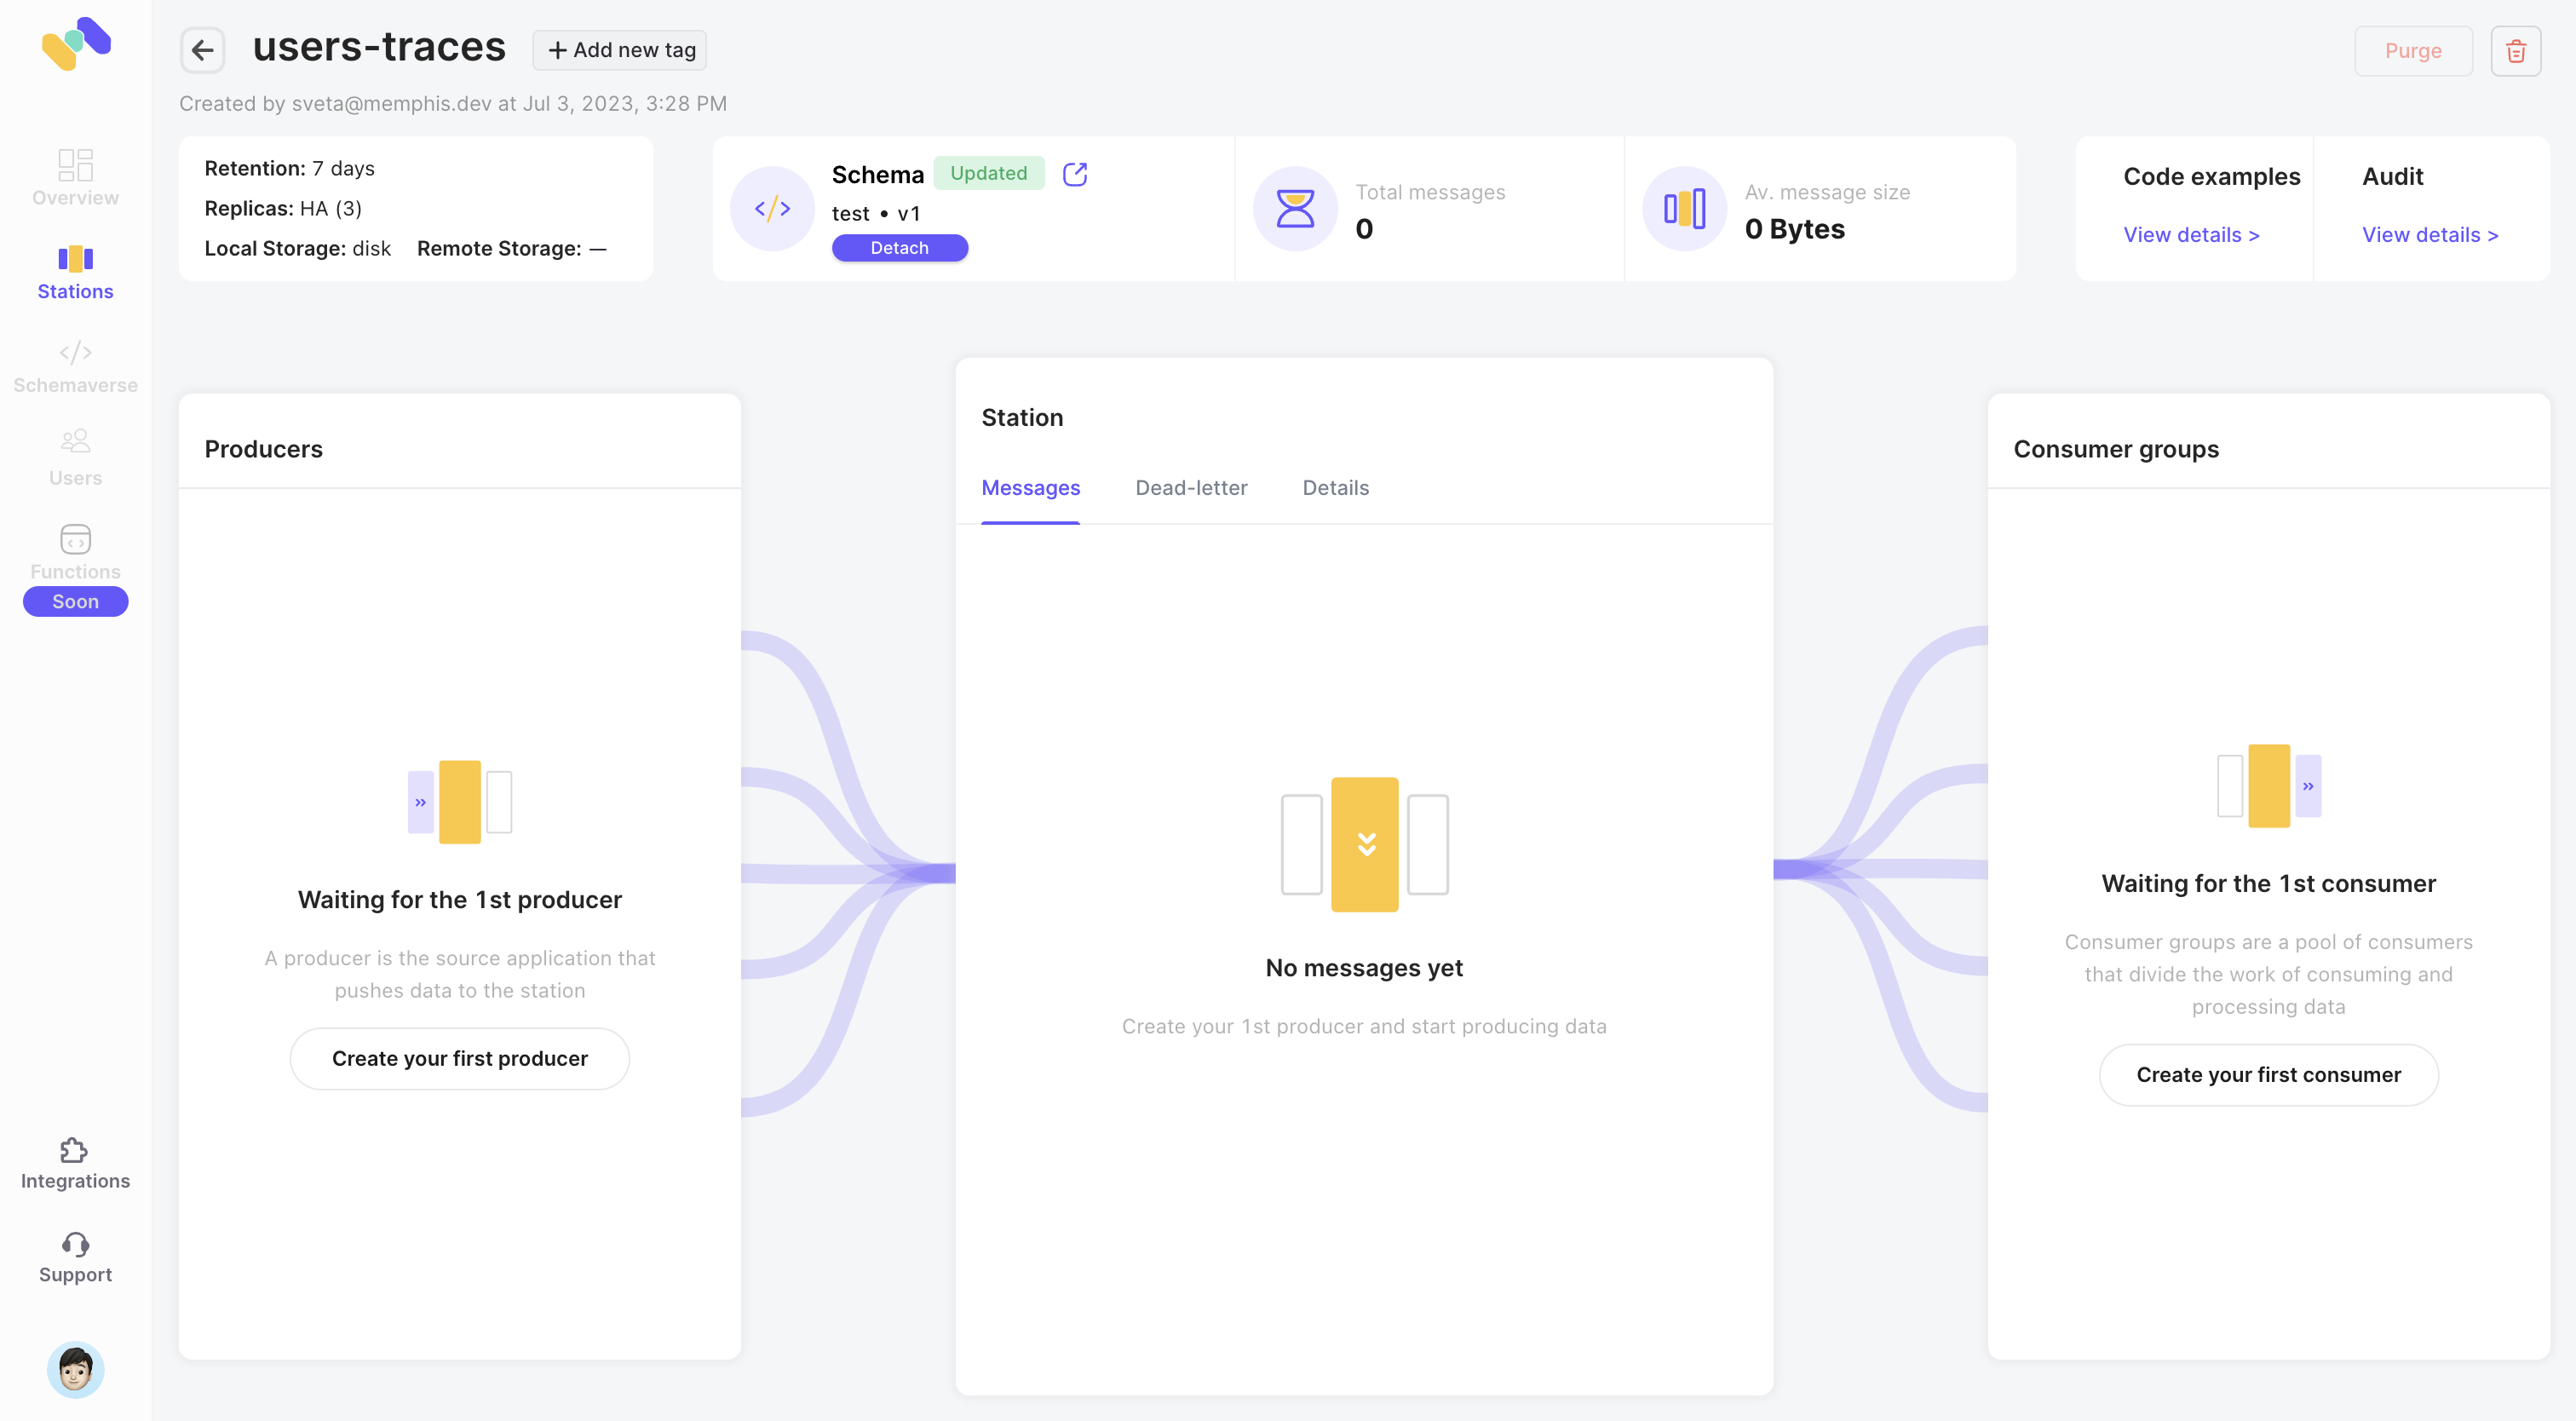 users-traces
+ Add new tag
Purge
Created by sveta@memphis.dev at Jul 3, 2023, 3:28 PM
Overview
Stations
Schemaverse
Users
Functions
Soon
Integrations
Support
Retention: 7 days
Replicas: HA (3)
Local Storage: disk Remote Storage: —
Schema Updated
test • v1
Detach
Total messages
0
Av. message size
0 Bytes
Code examples
View details >
Audit
View details >
Producers
Waiting for the 1st producer
A producer is the source application that
pushes data to the station
Create your first producer
Station
Messages Dead-letter Details
No messages yet
Create your 1st producer and start producing data
Consumer groups
Waiting for the 1st consumer
Consumer groups are a pool of consumers
that divide the work of consuming and
processing data
Create your first consumer